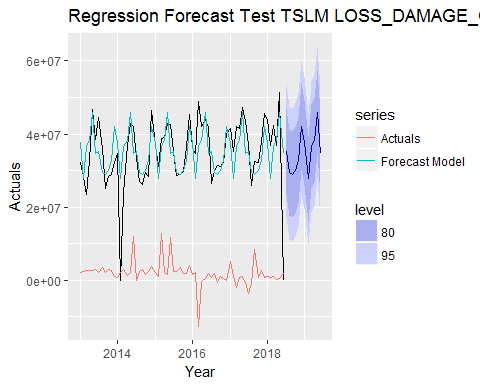 Regression Forecast Test TSLM LOSS_DAMAGE_
6e+07
4e+07
2e+07
0e+00
Actuals
2014
2016
2018
Year
series
Actuals
Forecast Model
level
80
95